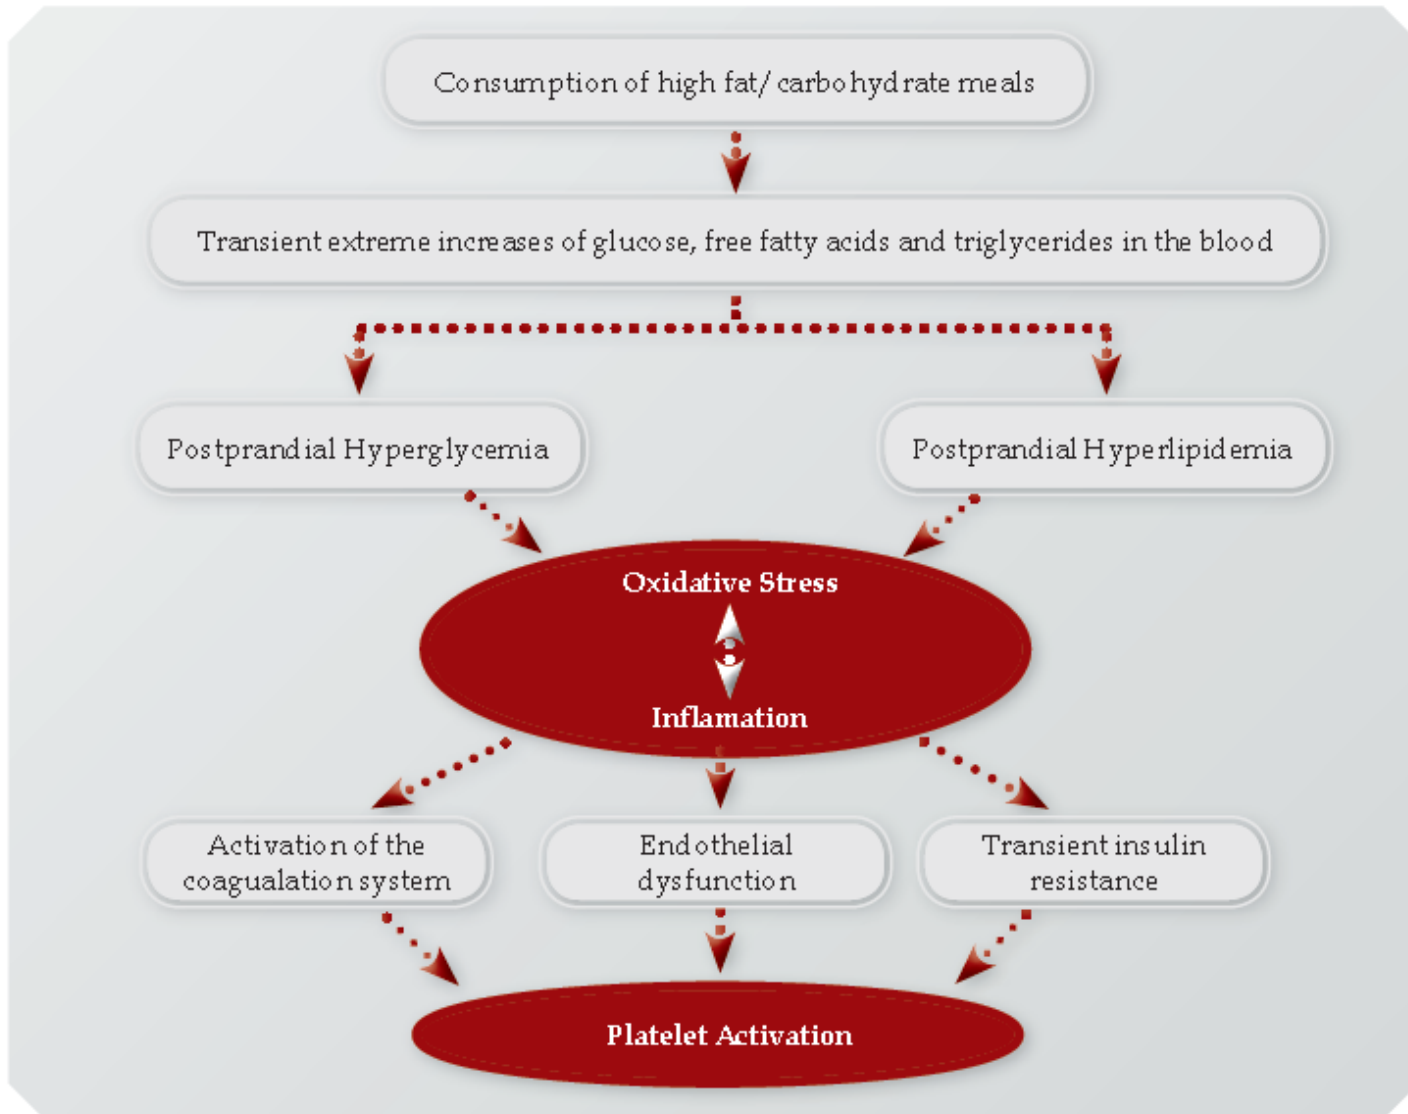 Consumption of high fat/ carbohydrate meals
Transient extreme increases of glucose, free fatty acids and triglycerides in the blood
Postprandial Hyperglycemia
Postprandial Hyperlipidemia
Oxidative Stress
Inflamation
Activation of the
coagualation system
Endothelial
dysfunction
Transient insulin
resistance
Platelet Activation